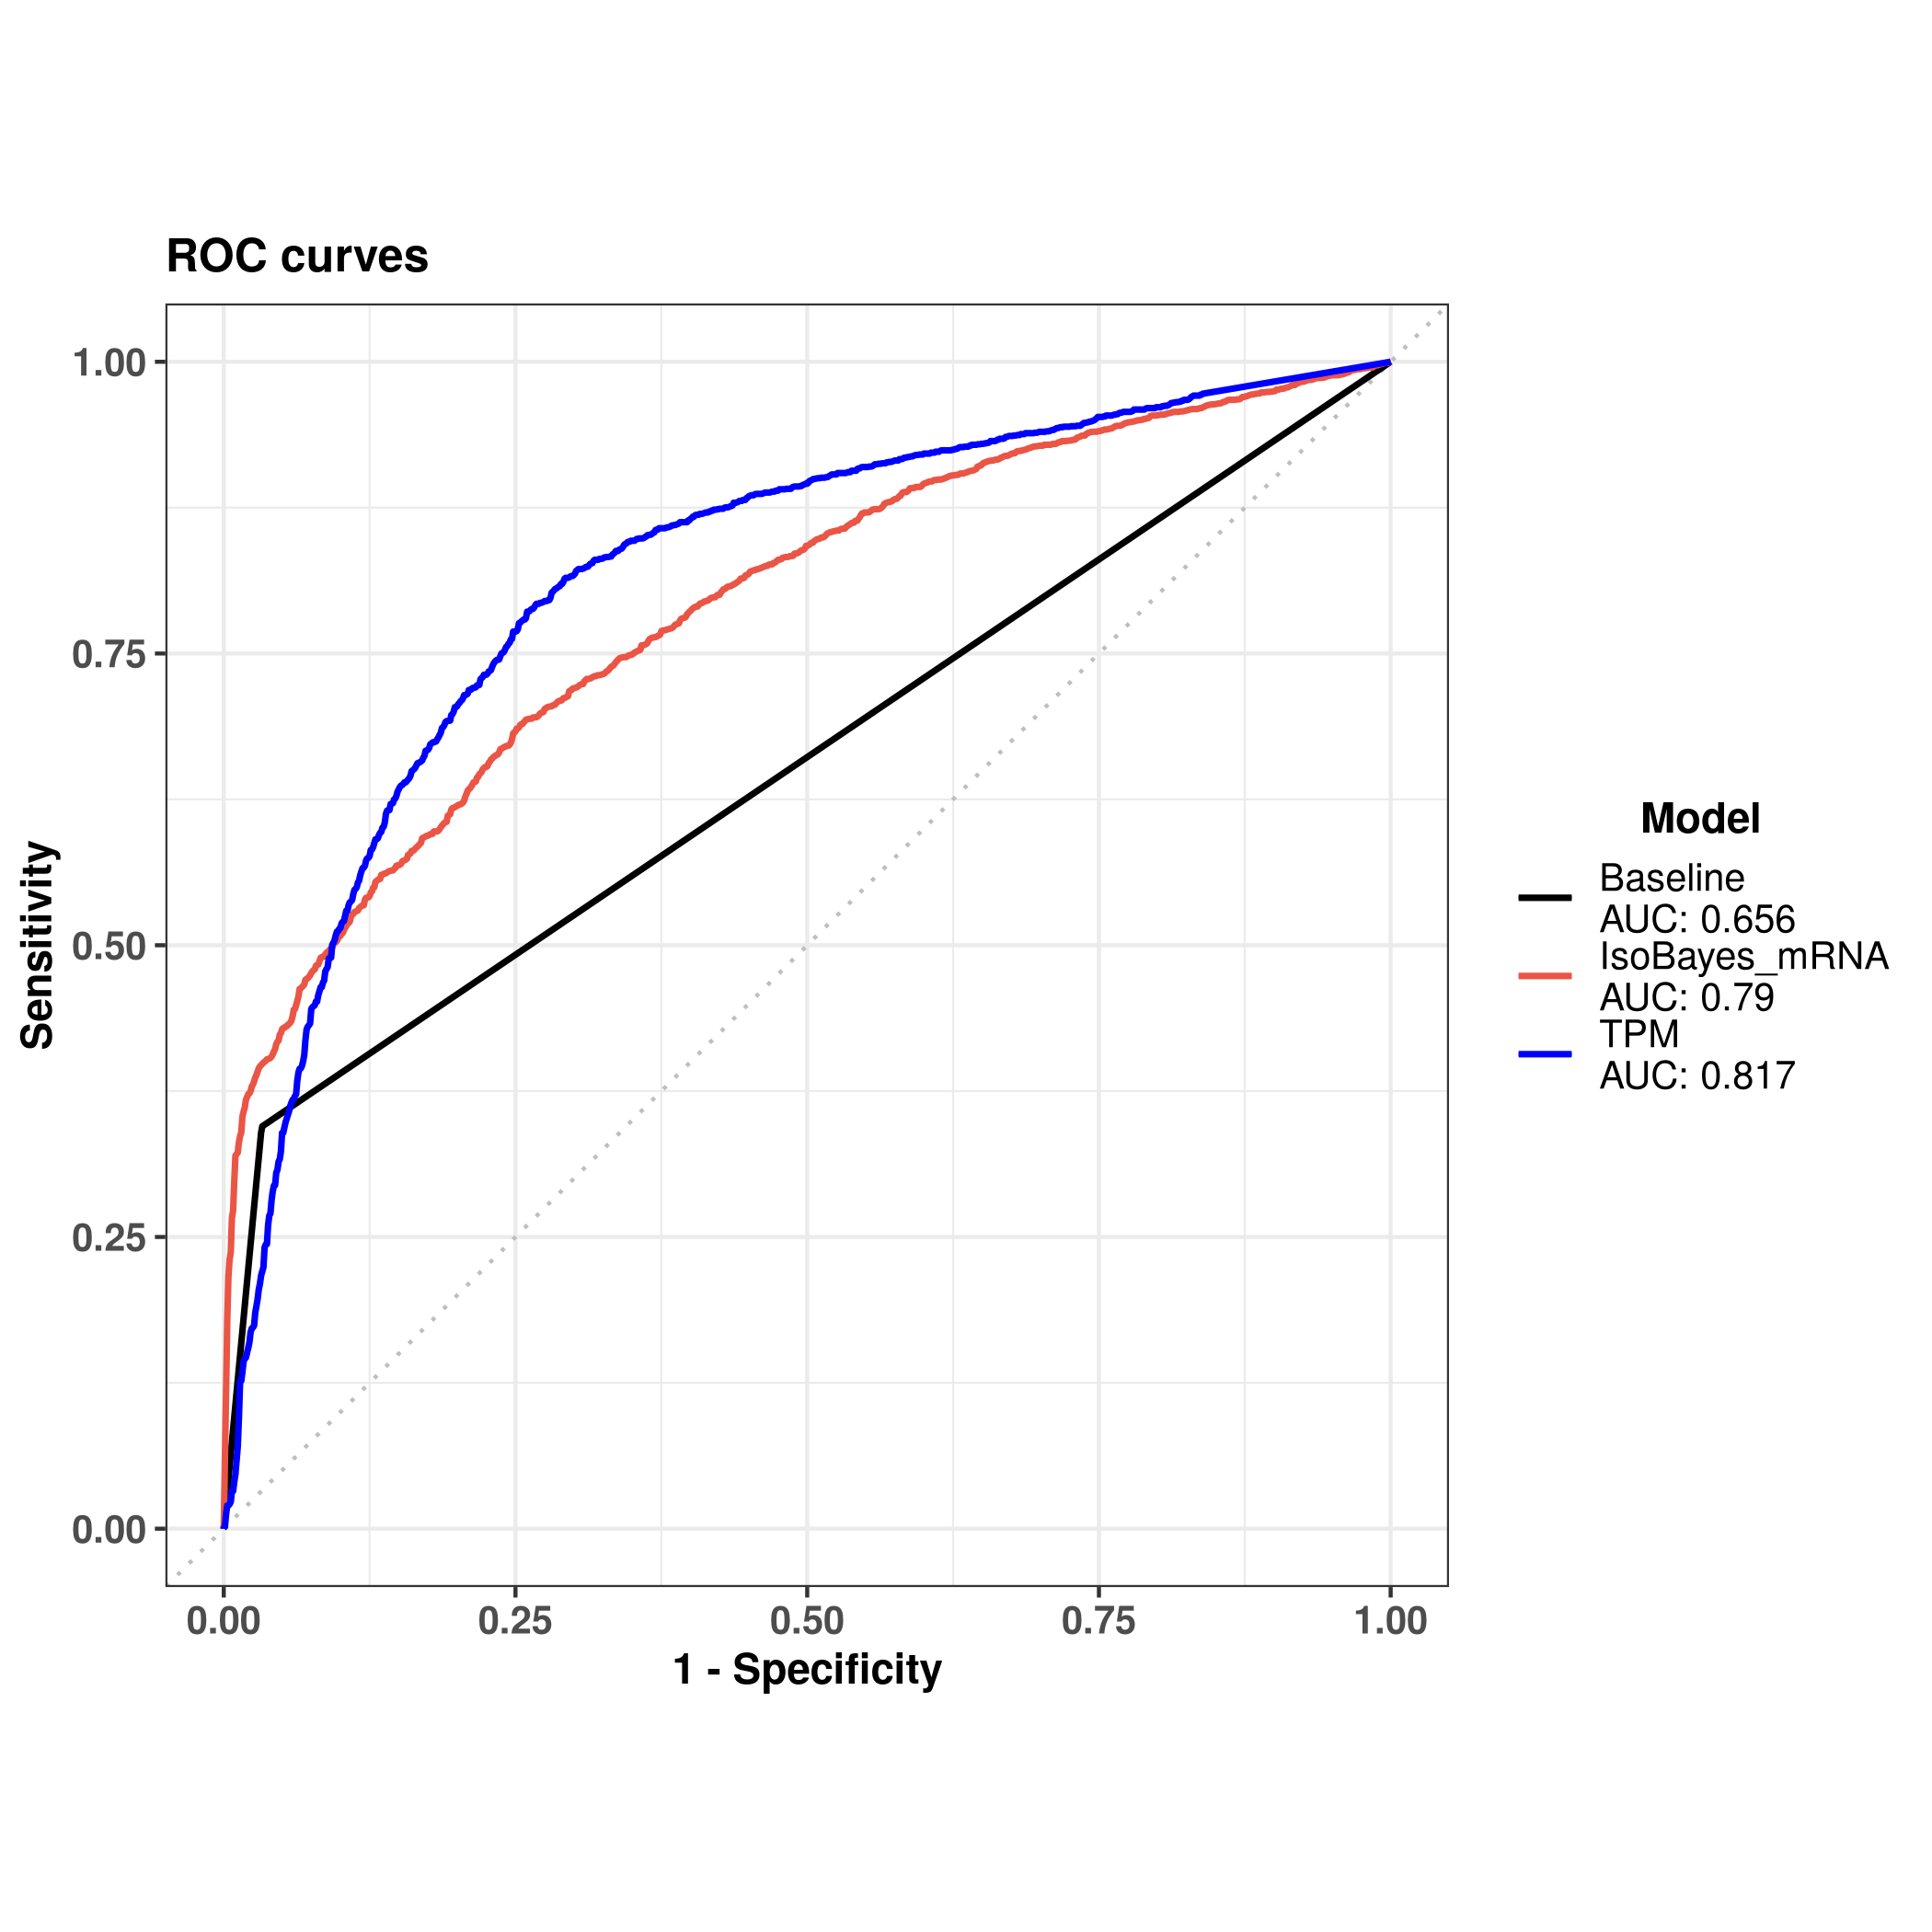 ROC curves
1.00
0.75
0.50
0.25
0.00
Sensitivity
0.00 0.25 0.50 0.75 1.00
1 - Specificity
Model
Baseline
AUC: 0.656
IsoBayes_mRNA
AUC: 0.79
TPM
AUC: 0.817